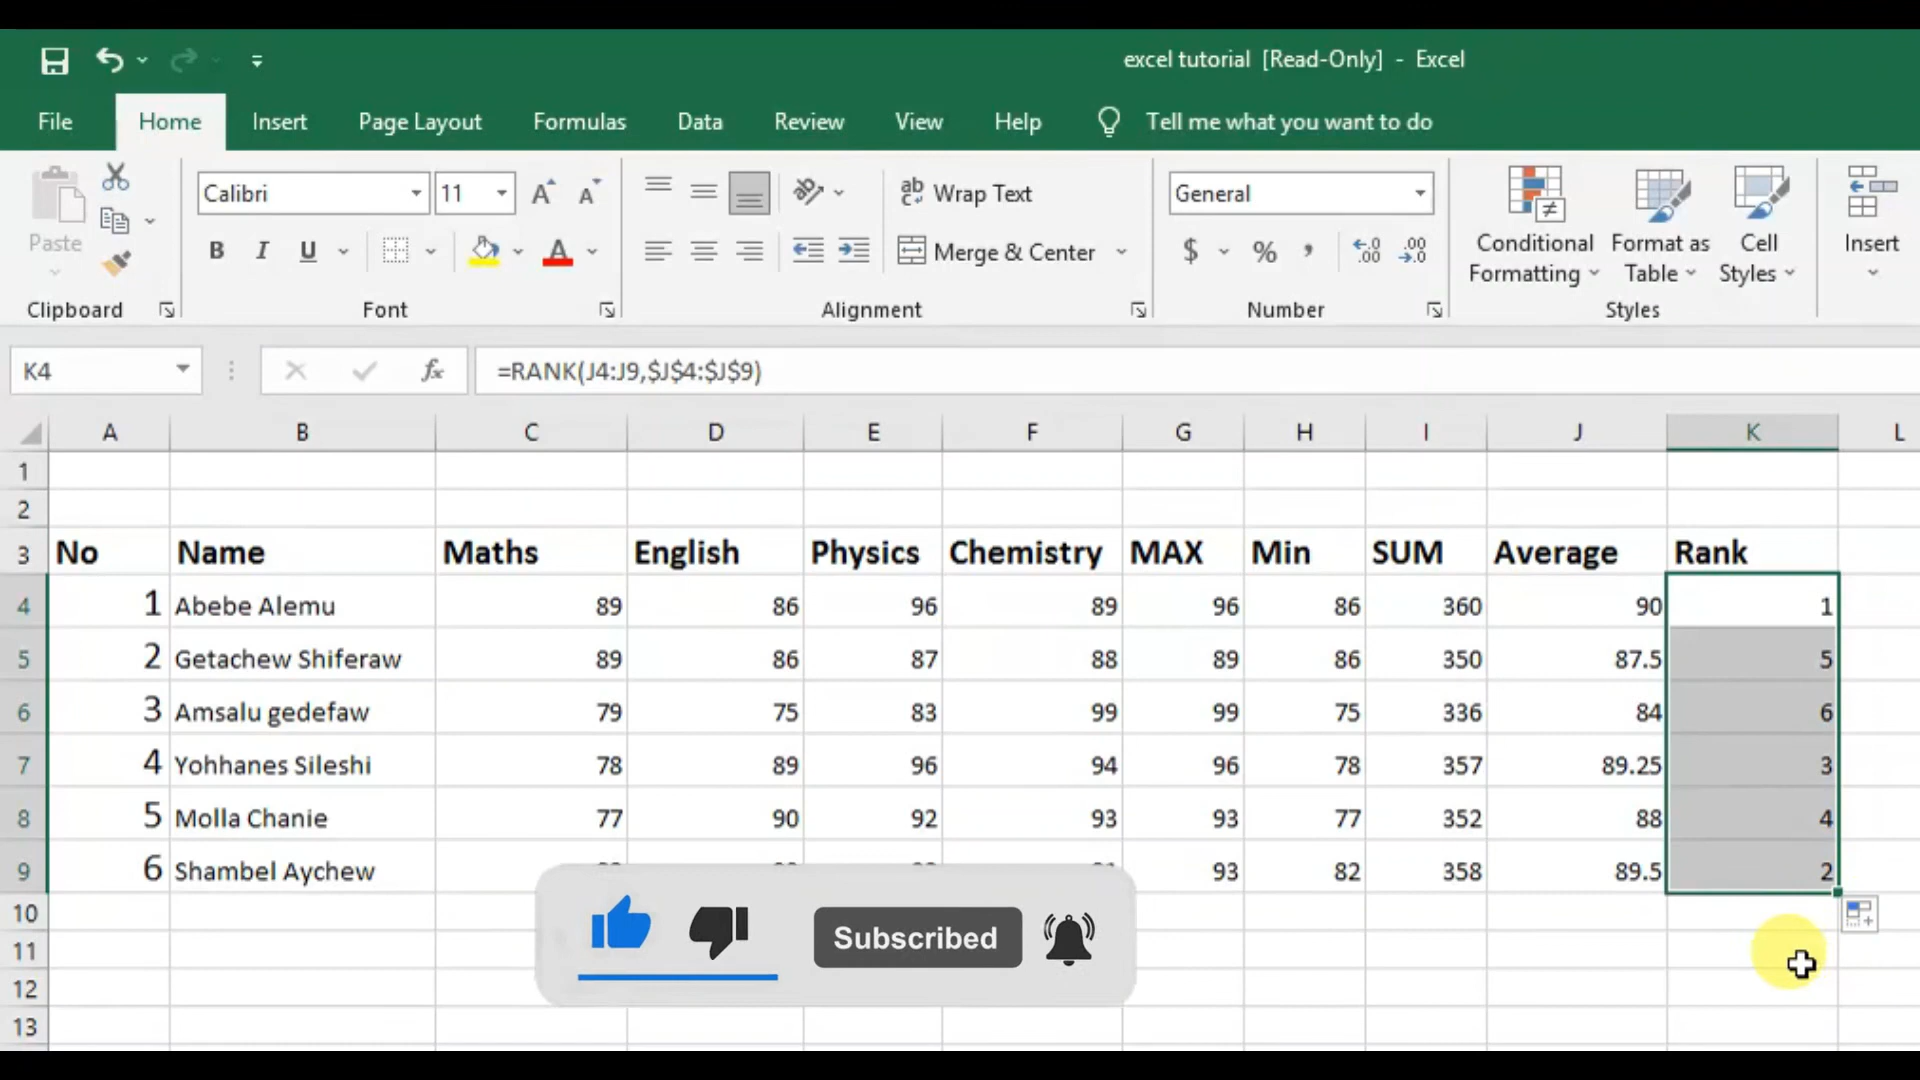 excel tutorial [Read-Only] - Excel
File Home Insert Page Layout Formulas Data Review View Help Tell me what you want to do
Paste
Clipboard
Calibri 11 A A
B I U A
Font
ab c Wrap Text
Merge & Center
Alignment
General
$ % , .0 .00 .00 .0
Number
Conditional Formatting
Format as Table
Cell Styles
Styles
Insert
K4 fx =RANK(J4:J9,$J$4:$J$9)
A B C D E F G H I J K L
1
2
3 No Name Maths English Physics Chemistry MAX Min SUM Average Rank
4 1 Abebe Alemu 89 86 96 89 96 86 360 90 1
5 2 Getachew Shiferaw 89 86 87 88 89 86 350 87.5 5
6 3 Amsalu gedefaw 79 75 83 99 99 75 336 84 6
7 4 Yohhanes Sileshi 78 89 96 94 96 78 357 89.25 3
8 5 Molla Chanie 77 90 92 93 93 77 352 88 4
9 6 Shambel Aychew 93 82 358 89.5 2
10
11
12
13
Subscribed